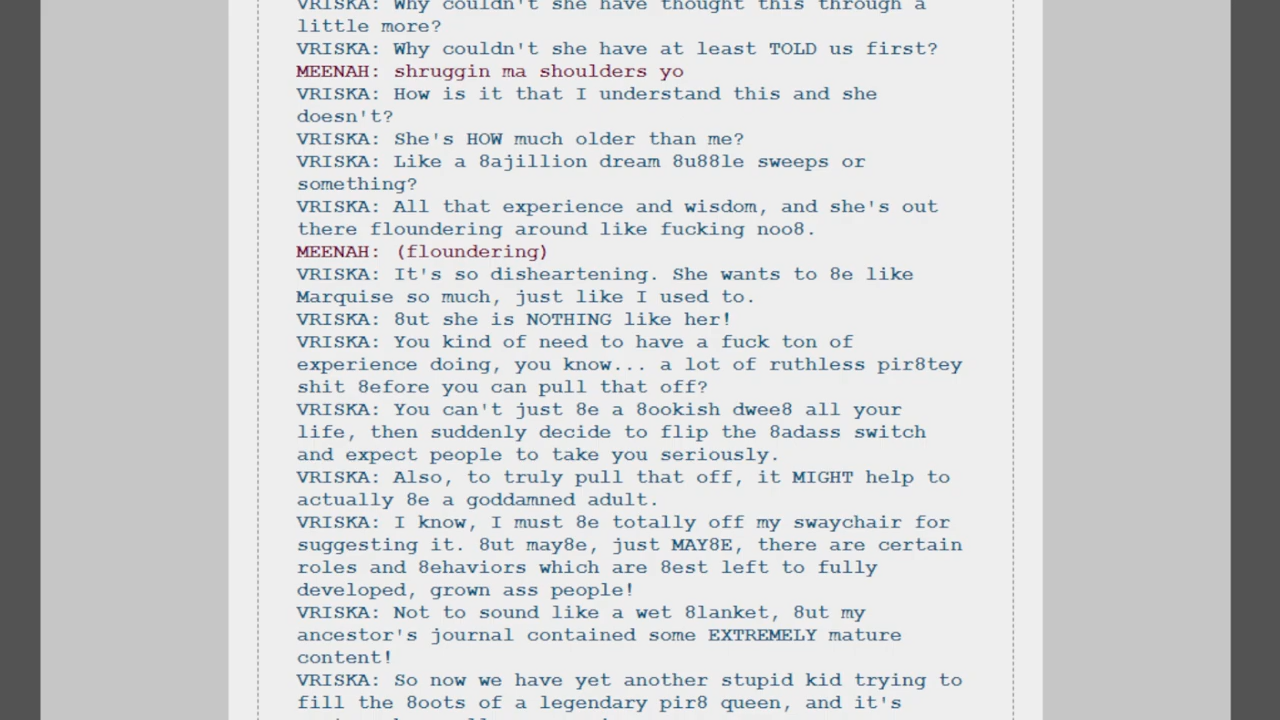 VRISKA: Why couldn't she have thought this through a
little more?
VRISKA: Why couldn't she have at least TOLD us first?
MEENAH: shruggin ma shoulders yo
VRISKA: How is it that I understand this and she
doesn't?
VRISKA: She's HOW much older than me?
VRISKA: Like a 8ajillion dream 8u88le sweeps or
something?
VRISKA: All that experience and wisdom, and she's out
there floundering around like fucking noo8.
MEENAH: (floundering)
VRISKA: It's so disheartening. She wants to 8e like
Marquise so much, just like I used to.
VRISKA: 8ut she is NOTHING like her!
VRISKA: You kind of need to have a fuck ton of
experience doing, you know... a lot of ruthless pir8tey
shit 8efore you can pull that off?
VRISKA: You can't just 8e a 8ookish dwee8 all your
life, then suddenly decide to flip the 8adass switch
and expect people to take you seriously.
VRISKA: Also, to truly pull that off, it MIGHT help to
actually 8e a goddamned adult.
VRISKA: I know, I must 8e totally off my swaychair for
suggesting it. 8ut may8e, just MAY8E, there are certain
roles and 8ehaviors which are 8est left to fully
developed, grown ass people!
VRISKA: Not to sound like a wet 8lanket, 8ut my
ancestor's journal contained some EXTREMELY mature
content!
VRISKA: So now we have yet another stupid kid trying to
fill the 8oots of a legendary pir8 queen, and it's